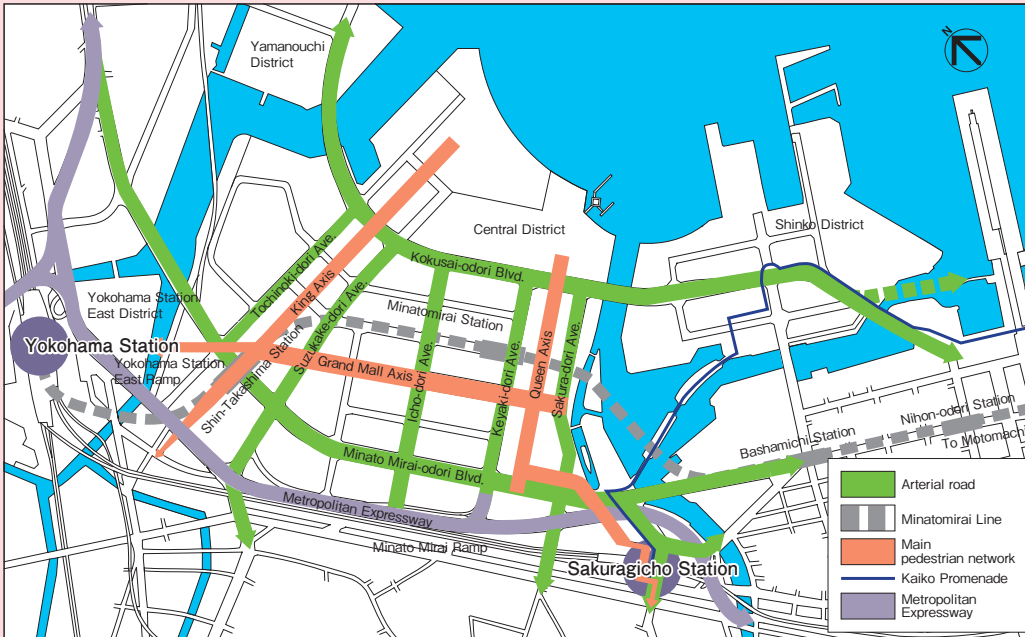 N
Yamanouchi
District
Central District
Shinko District
Kokusai-odori Blvd.
Tochinoki-dori Ave.
King Axis
Suzukake-dori Ave.
Minatomirai Station
Yokohama Station
East District
Yokohama Station
Yokohama Station
East Ramp
Shin-Takashima Station
Grand Mall Axis
Icho-dori Ave.
Keyaki-dori Ave.
Queen Axis
Sakura-dori Ave.
Minato Mirai-odori Blvd.
Metropolitan Expressway
Minato Mirai Ramp
Sakuragicho Station
Bashamichi Station
Nihon-odori Station
To Motomach
Arterial road
Minatomirai Line
Main
pedestrian network
Kaiko Promenade
Metropolitan
Expressway